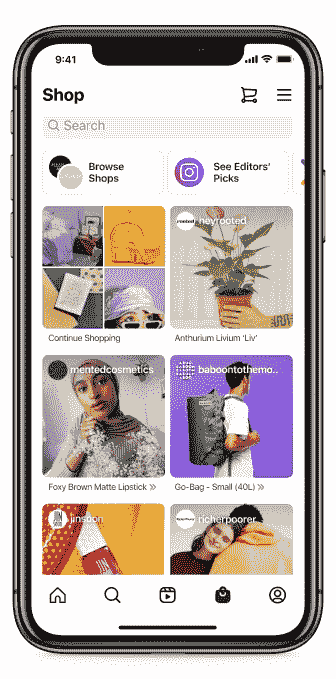 9:41
Shop
Search
Browse
Shops
See Editors'
Picks
rooted heyrooted
Continue Shopping
Anthurium Livium 'Liv'
mentedcosmetics
baboontothemo..
Foxy Brown Matte Lipstick
Go-Bag - Small (40L)
jinsoon
richerpoorer